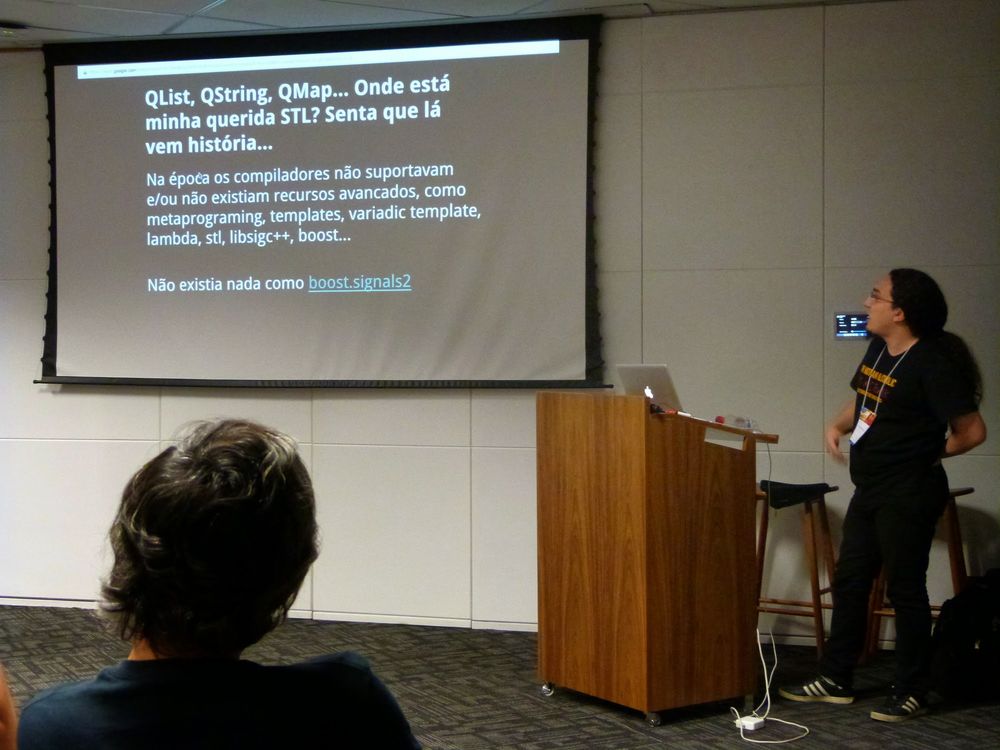 QList, QString, QMap... Onde está
minha querida STL? Senta que lá
vem história...
Na época os compiladores não suportavam
e/ou não existiam recursos avancados, como
metaprograming, templates, variadic template,
lambda, stl, libsigc++, boost...
Não existia nada como boost.signals2